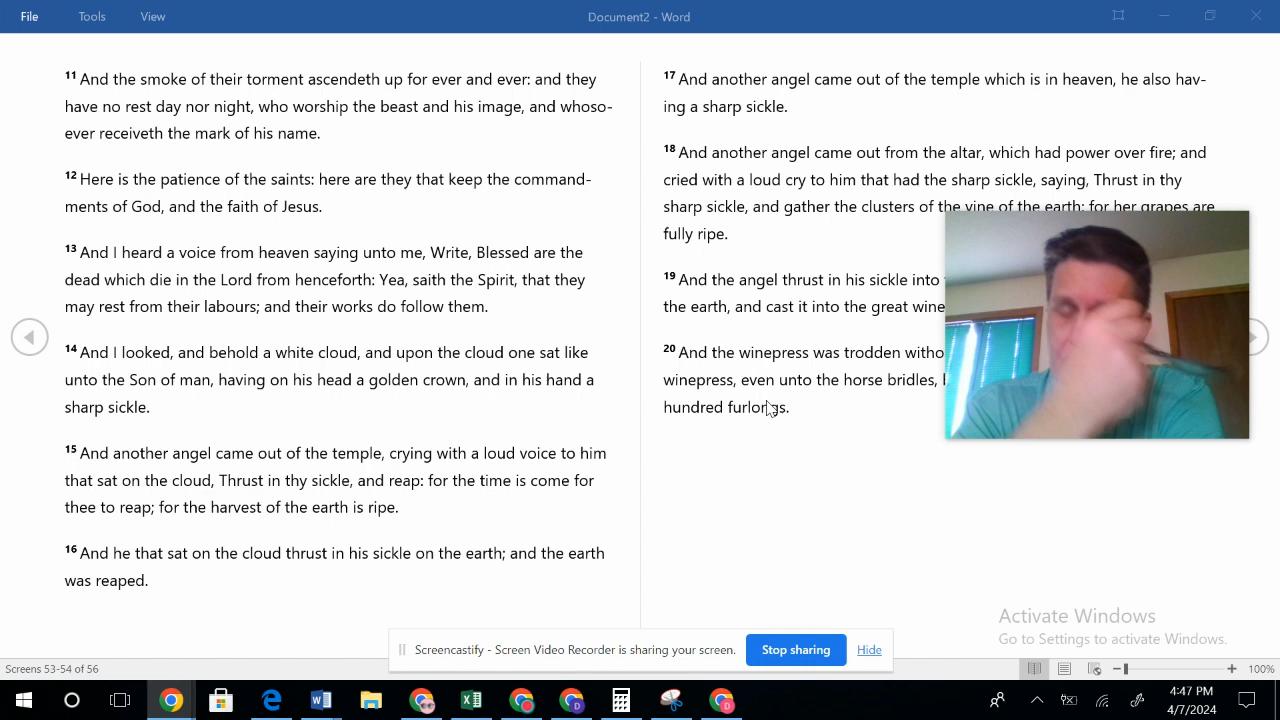 File Tools View Document2 - Word
11 And the smoke of their torment ascendeth up for ever and ever: and they
have no rest day nor night, who worship the beast and his image, and whoso-
ever receiveth the mark of his name.
12 Here is the patience of the saints: here are they that keep the command-
ments of God, and the faith of Jesus.
13 And I heard a voice from heaven saying unto me, Write, Blessed are the
dead which die in the Lord from henceforth: Yea, saith the Spirit, that they
may rest from their labours; and their works do follow them.
14 And I looked, and behold a white cloud, and upon the cloud one sat like
unto the Son of man, having on his head a golden crown, and in his hand a
sharp sickle.
15 And another angel came out of the temple, crying with a loud voice to him
that sat on the cloud, Thrust in thy sickle, and reap: for the time is come for
thee to reap; for the harvest of the earth is ripe.
16 And he that sat on the cloud thrust in his sickle on the earth; and the earth
was reaped.
17 And another angel came out of the temple which is in heaven, he also hav-
ing a sharp sickle.
18 And another angel came out from the altar, which had power over fire; and
cried with a loud cry to him that had the sharp sickle, saying, Thrust in thy
sharp sickle, and gather the clusters of the vine of the earth; for her grapes are
fully ripe.
19 And the angel thrust in his sickle into
the earth, and cast it into the great wine
20 And the winepress was trodden witho
winepress, even unto the horse bridles,
hundred furlongs.
Activate Windows
Go to Settings to activate Windows.
Screencastify - Screen Video Recorder is sharing your screen. Stop sharing Hide
Screens 53-54 of 56
100%
4:47 PM
4/7/2024